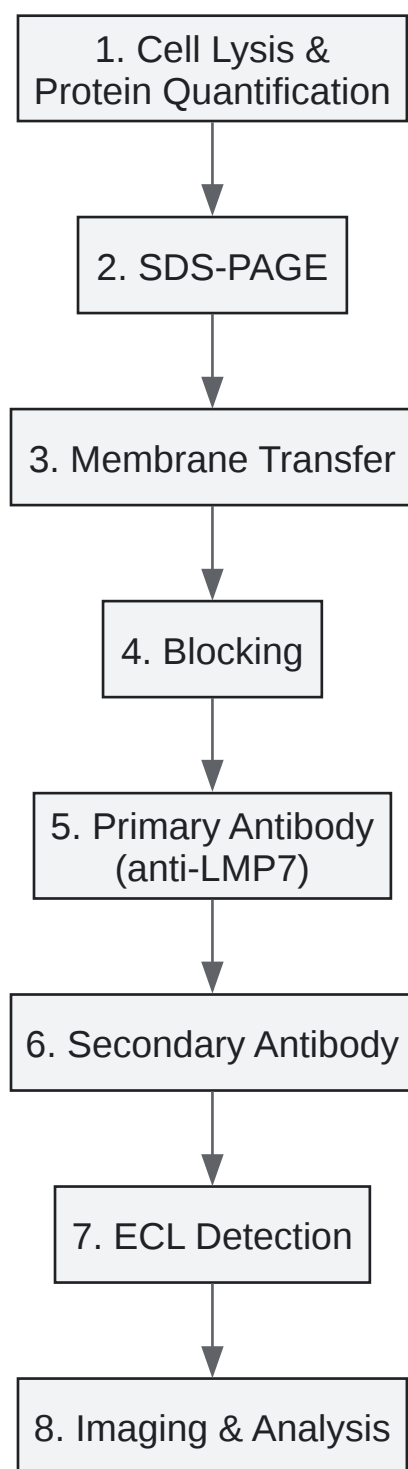 1. Cell Lysis &
Protein Quantification
2. SDS-PAGE
3. Membrane Transfer
4. Blocking
5. Primary Antibody
(anti-LMP7)
6. Secondary Antibody
7. ECL Detection
8. Imaging & Analysis